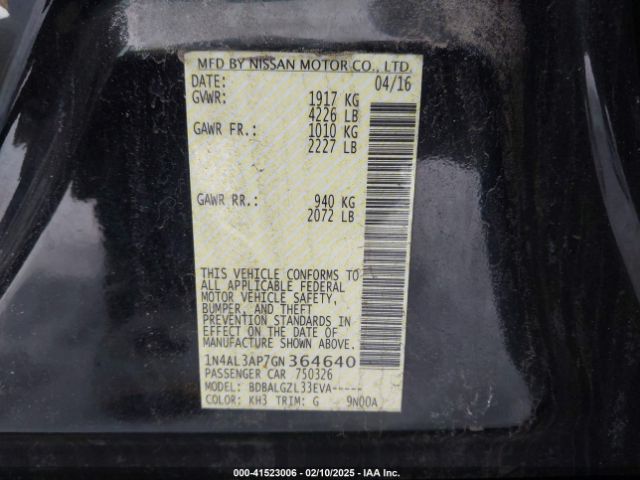 MFD BY NISSAN MOTOR CO., LTD.
DATE: 04/16
GVWR: 1917 KG
4226 LB
GAWR FR.: 1010 KG
2227 LB
GAWR RR.: 940 KG
2072 LB
THIS VEHICLE CONFORMS TO
ALL APPLICABLE FEDERAL
MOTOR VEHICLE SAFETY,
BUMPER, AND THEFT
PREVENTION STANDARDS IN
EFFECT ON THE DATE OF
MANUFACTURE SHOWN ABOVE.
1N4AL3AP7GN364640
PASSENGER CAR 750326
MODEL: BDBALGZL33EVA-----
COLOR: KH3 TRIM: G 9N00A
000-41523006 - 02/10/2025 - IAA Inc.